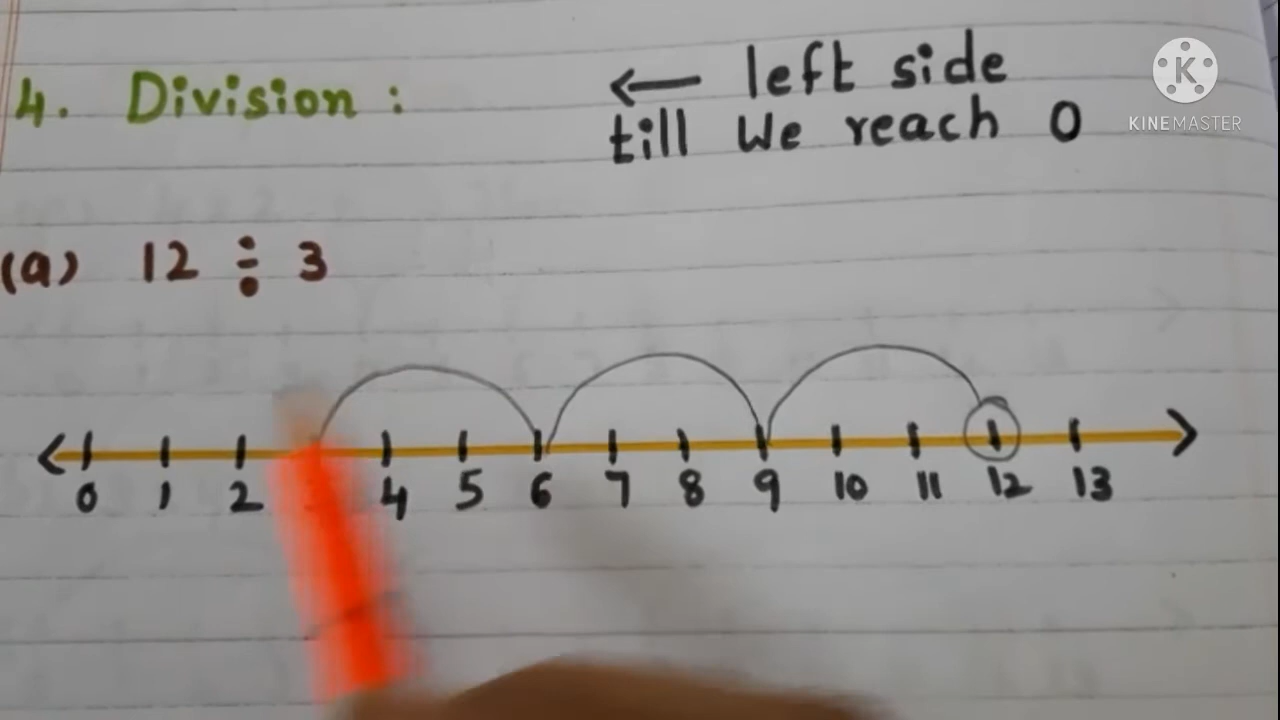 4. Division :
← left side
till We reach 0
KINEMASTER
(a) 12 ÷ 3
0 1 2 4 5 6 7 8 9 10 11 12 13